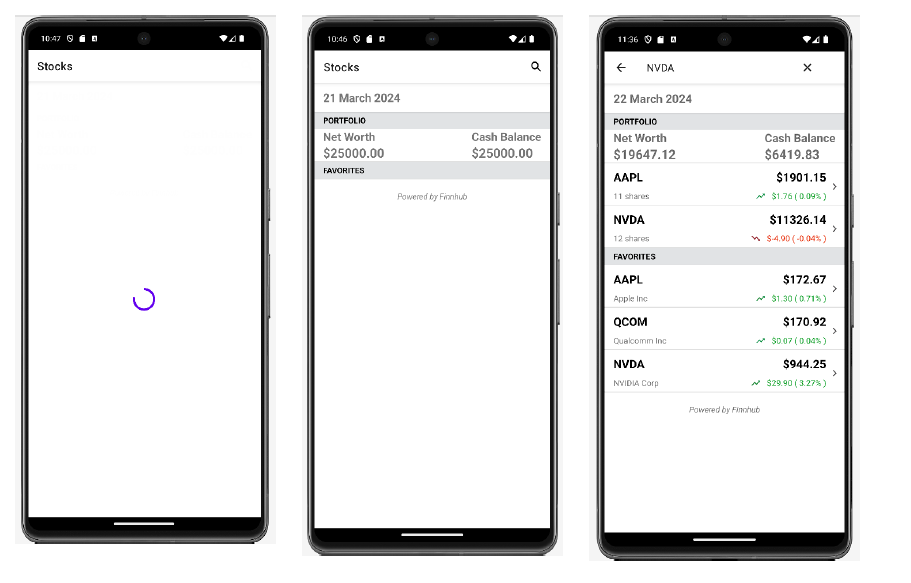 10:47
Stocks
10:46
Stocks
21 March 2024
PORTFOLIO
Net Worth Cash Balance
$25000.00 $25000.00
FAVORITES
Powered by Finnhub
11:36
NVDA
22 March 2024
PORTFOLIO
Net Worth Cash Balance
$19647.12 $6419.83
AAPL $1901.15
11 shares $1.76 ( 0.09% )
NVDA $11326.14
12 shares $-4.90 ( -0.04% )
FAVORITES
AAPL $172.67
Apple Inc $1.30 ( 0.71% )
QCOM $170.92
Qualcomm Inc $0.07 ( 0.04% )
NVDA $944.25
NVIDIA Corp $29.90 ( 3.27% )
Powered by Finnhub